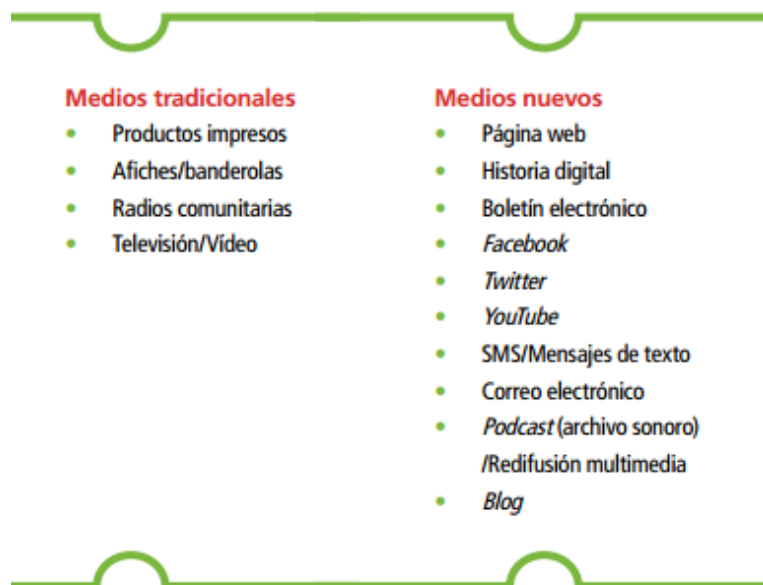 Medios tradicionales
• Productos impresos
• Afiches/banderolas
• Radios comunitarias
• Televisión/Vídeo
Medios nuevos
• Página web
• Historia digital
• Boletín electrónico
• Facebook
• Twitter
• YouTube
• SMS/Mensajes de texto
• Correo electrónico
• Podcast (archivo sonoro)
/Redifusión multimedia
• Blog